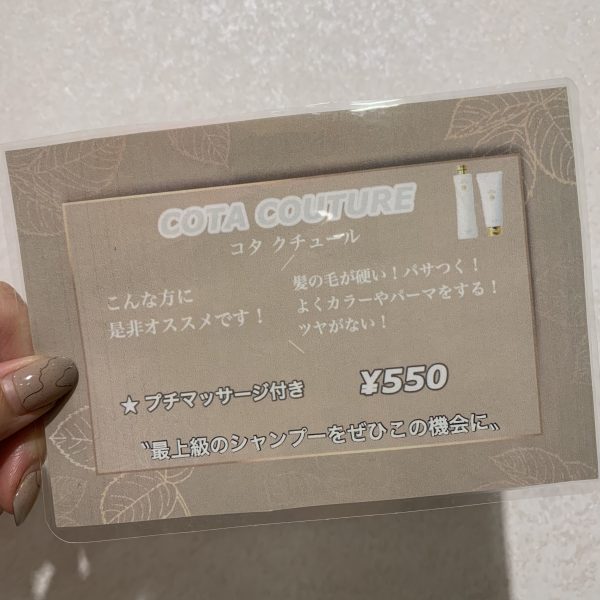 COTA COUTURE
コタ クチュール
こんな方に
是非オススメです！
髪の毛が硬い！パサつく！
よくカラーやパーマをする！
ツヤがない！
★ プチマッサージ付き
¥550
〝最上級のシャンプーをぜひこの機会に〟